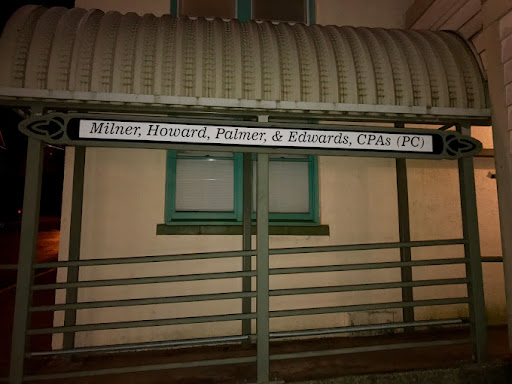 Milner, Howard, Palmer, & Edwards, CPAs (PC)